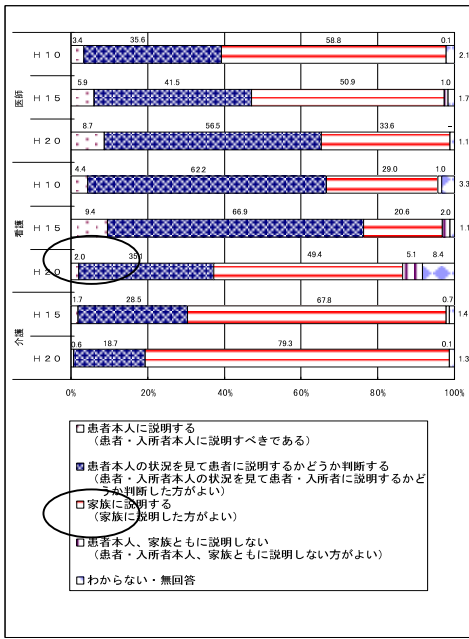 3.4 35.6 58.8 0.1
医師 H10 2.1
5.9 41.5 50.9 1.0
H15 1.7
8.7 56.5 33.6 -
H20 1.1
4.4 62.2 29.0 1.0
看護 H10 3.3
9.4 66.9 20.6 2.0
H15 1.1
2.0 35.1 49.4 5.1 8.4
H20
1.7 28.5 67.8 0.7
介護 H15 1.4
0.6 18.7 79.3 0.1
H20 1.3
0% 20% 40% 60% 80% 100%
患者本人に説明する
(患者・入所者本人に説明すべきである)
患者本人の状況を見て患者に説明するかどうか判断する
(患者・入所者本人の状況を見て患者・入所者に説明するかど
うか判断した方がよい)
家族に説明する
(家族に説明した方がよい)
患者本人、家族ともに説明しない
(患者・入所者本人、家族ともに説明しない方がよい)
わからない・無回答